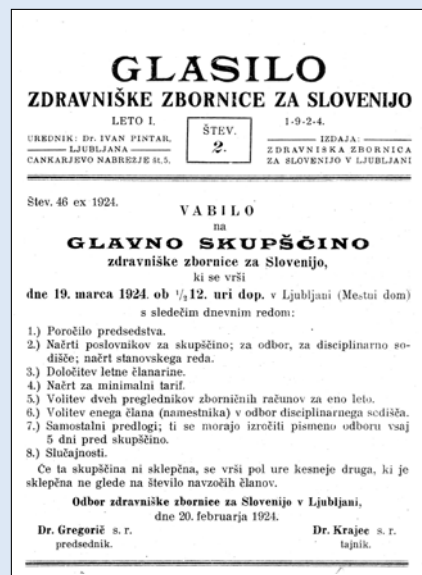 GLASILO
ZDRAVNIŠKE ZBORNICE ZA SLOVENIJO
LETO I.
1-9-2-4.
UREDNIK: Dr. IVAN PINTAR,
LJUBLJANA
CANKARJEVO NABREŽJE št. 5.
ŠTEV.
2.
IZDAJA:
ZDRAVNIŠKA ZBORNICA
ZA SLOVENIJO V LJUBLJANI
Štev. 46 ex 1924.
VABILO
na
GLAVNO SKUPŠČINO
zdravniške zbornice za Slovenijo,
ki se vrši
dne 19. marca 1924. ob ½12. uri dop. v Ljubljani (Mestni dom)
s sledečim dnevnim redom:
1.) Poročilo predsedstva.
2.) Načrti poslovnikov za skupščino; za odbor, za disciplinarno so-
dišče; načrt stanovskega reda.
3.) Določitev letne članarine.
4.) Načrt za minimalni tarif.
5.) Volitev dveh preglednikov zborničnih računov za eno leto.
6.) Volitev enega člana (namestnika) v odbor disciplinarnega sodišča.
7.) Samostalni predlogi; ti se morajo izročiti pismeno odboru vsaj
5 dni pred skupščino.
8.) Slučajnosti.
Če ta skupščina ni sklepčna, se vrši pol ure kesneje druga, ki je
sklepčna ne glede na število navzočih članov.
Odbor zdravniške zbornice za Slovenijo v Ljubljani,
dne 20. februarja 1924.
Dr. Gregorič s. r.
predsednik.
Dr. Krajec s. r.
tajnik.